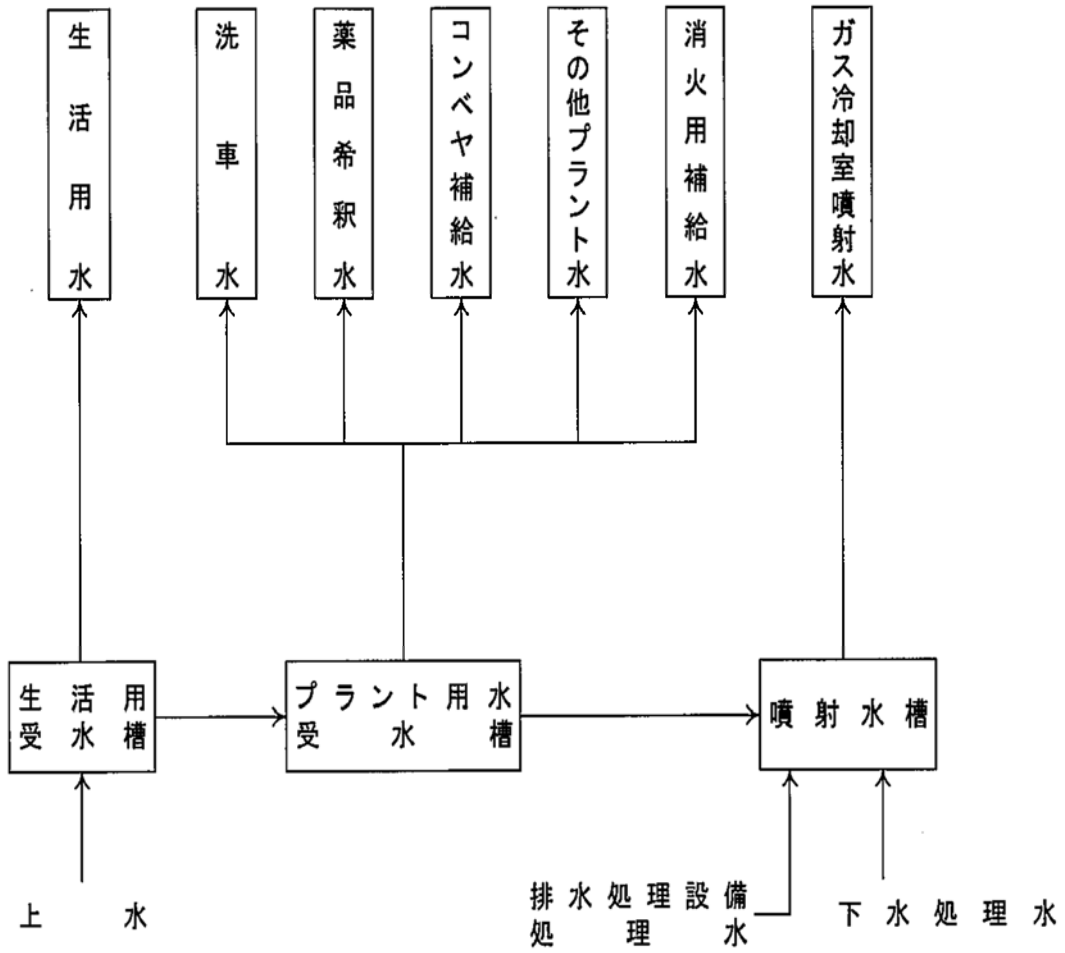 生活用水
洗車水
薬品希釈水
コンベヤ補給水
その他プラント水
消火用補給水
ガス冷却室噴射水
生活用
受水槽
プラント用水
受水槽
噴射水槽
上水
排水処理設備
処理水
下水処理水